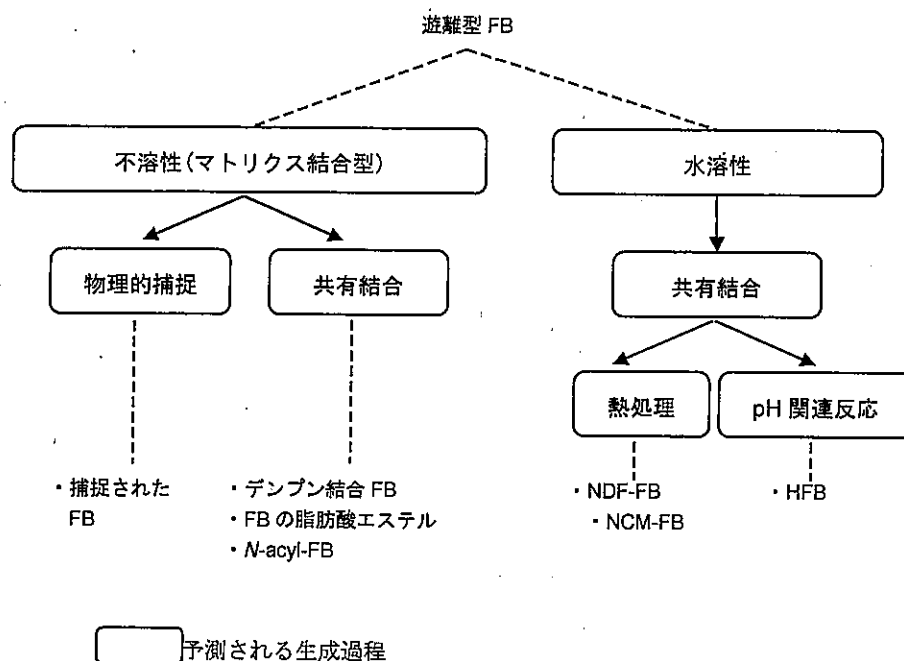 遊離型 FB
不溶性(マトリクス結合型)
水溶性
物理的捕捉
共有結合
共有結合
熱処理
pH 関連反応
・捕捉された
FB
・デンプン結合 FB
・FB の脂肪酸エステル
・N-acyl-FB
・NDF-FB
・NCM-FB
・HFB
予測される生成過程